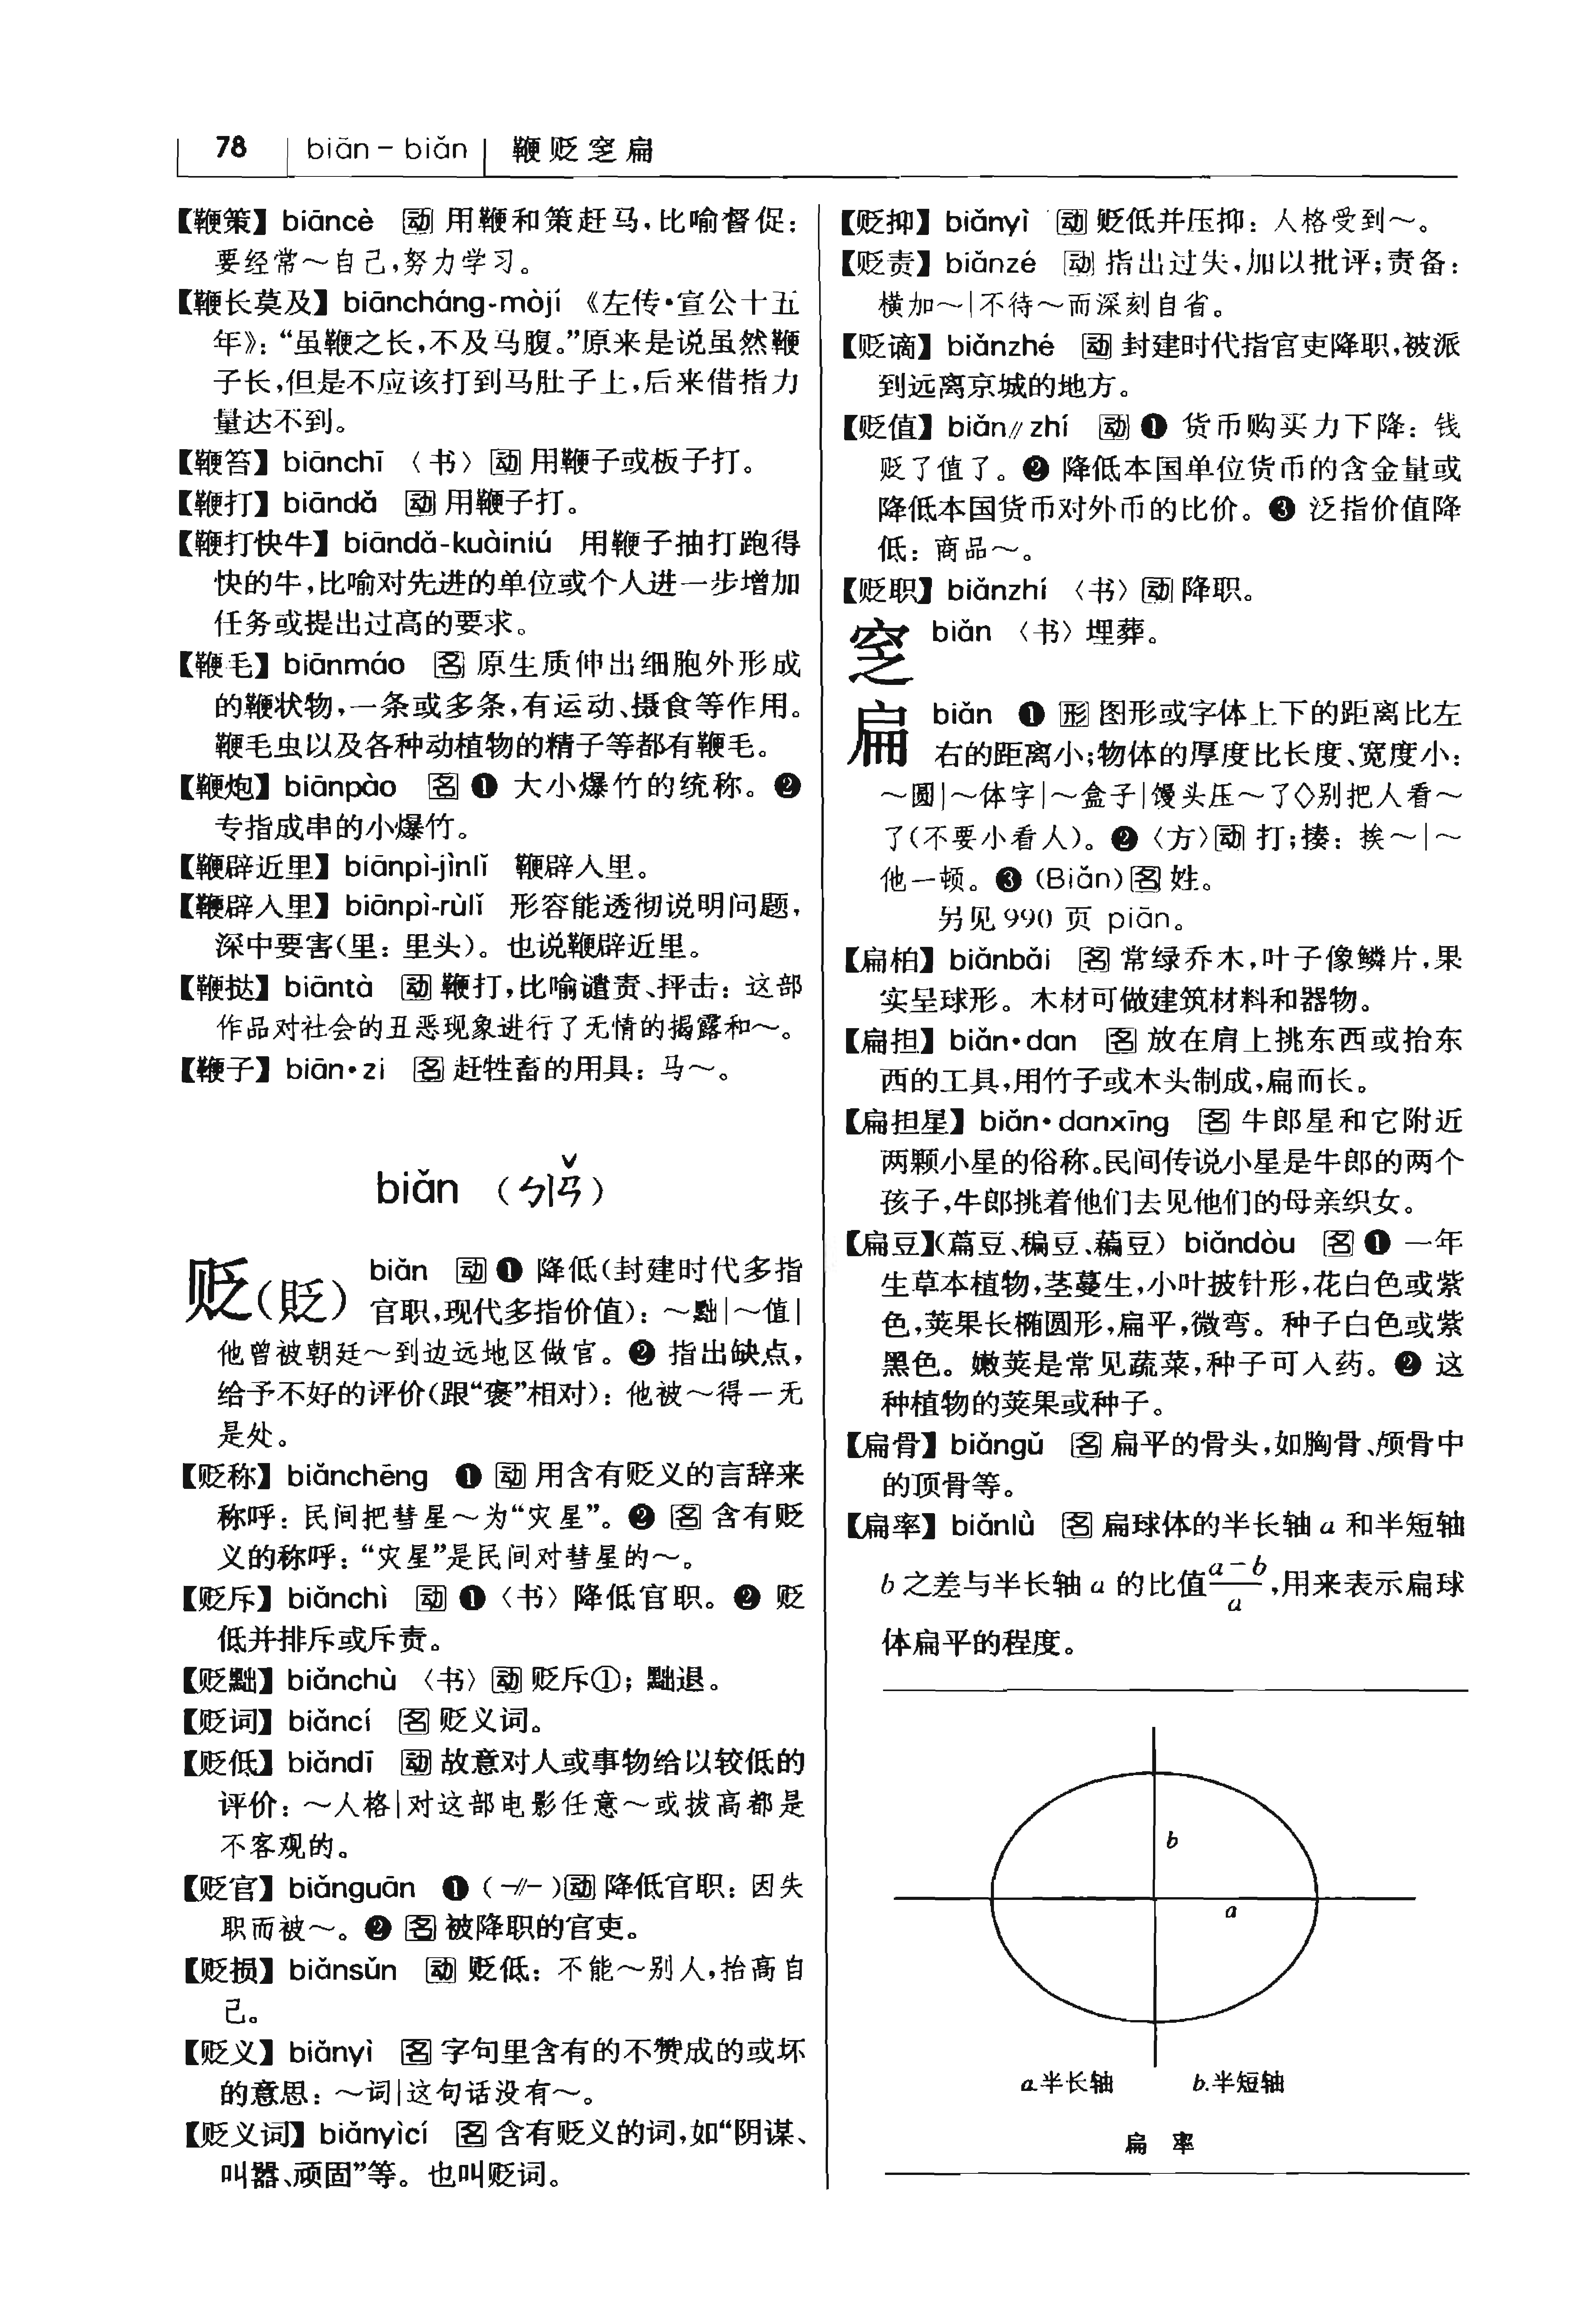 78 biān－biǎn 鞭贬窆扁
【鞭策】biāncè 动 用鞭和策赶马，比喻督促：
要经常～自己，努力学习。
【鞭长莫及】biāncháng-mòjí 《左传·宣公十五
年》：“虽鞭之长，不及马腹。”原来是说虽然鞭
子长，但是不应该打到马肚子上，后来借指力
量达不到。
【鞭笞】biānchī 〈书〉动 用鞭子或板子打。
【鞭打】biāndǎ 动 用鞭子打。
【鞭打快牛】biāndǎ-kuàiniú 用鞭子抽打跑得
快的牛，比喻对先进的单位或个人进一步增加
任务或提出过高的要求。
【鞭毛】biānmáo 名 原生质伸出细胞外形成
的鞭状物，一条或多条，有运动、摄食等作用。
鞭毛虫以及各种动植物的精子等都有鞭毛。
【鞭炮】biānpào 名 ❶ 大小爆竹的统称。❷
专指成串的小爆竹。
【鞭辟近里】biānpì-jìnlǐ 鞭辟入里。
【鞭辟入里】biānpì-rùlǐ 形容能透彻说明问题，
深中要害（里：里头）。也说鞭辟近里。
【鞭挞】biāntà 动 鞭打，比喻谴责、抨击：这部
作品对社会的丑恶现象进行了无情的揭露和～。
【鞭子】biān·zi 名 赶牲畜的用具：马～。
biǎn （ㄅㄧㄢˇ）
贬（貶） biǎn 动 ❶ 降低（封建时代多指
官职，现代多指价值）：～黜|～值|
他曾被朝廷～到边远地区做官。❷ 指出缺点，
给予不好的评价（跟“褒”相对）：他被～得一无
是处。
【贬称】biǎnchēng ❶ 动 用含有贬义的言辞来
称呼：民间把彗星～为“灾星”。❷ 名 含有贬
义的称呼：“灾星”是民间对彗星的～。
【贬斥】biǎnchì 动 ❶〈书〉降低官职。❷ 贬
低并排斥或斥责。
【贬黜】biǎnchù 〈书〉动 贬斥①；黜退。
【贬词】biǎncí 名 贬义词。
【贬低】biǎndī 动 故意对人或事物给以较低的
评价：～人格|对这部电影任意～或拔高都是
不客观的。
【贬官】biǎnguān ❶（-//-）动 降低官职：因失
职而被～。❷ 名 被降职的官吏。
【贬损】biǎnsǔn 动 贬低：不能～别人，抬高自
己。
【贬义】biǎnyì 名 字句里含有的不赞成的或坏
的意思：～词|这句话没有～。
【贬义词】biǎnyìcí 名 含有贬义的词，如“阴谋、
叫嚣、顽固”等。也叫贬词。
【贬抑】biǎnyì 动 贬低并压抑：人格受到～。
【贬责】biǎnzé 动 指出过失，加以批评；责备：
横加～|不待～而深刻自省。
【贬谪】biǎnzhé 动 封建时代指官吏降职，被派
到远离京城的地方。
【贬值】biǎn//zhí 动 ❶ 货币购买力下降：钱
贬了值了。❷ 降低本国单位货币的含金量或
降低本国货币对外币的比价。❸ 泛指价值降
低：商品～。
【贬职】biǎnzhí 〈书〉动 降职。
窆 biǎn 〈书〉埋葬。
扁 biǎn ❶ 形 图形或字体上下的距离比左
右的距离小；物体的厚度比长度、宽度小：
～圆|～体字|～盒子|馒头压～了◇别把人看～
了（不要小看人）。❷〈方〉动 打；揍：挨～|～
他一顿。❸（Biǎn）名 姓。
另见 990 页 piān。
【扁柏】biǎnbǎi 名 常绿乔木，叶子像鳞片，果
实呈球形。木材可做建筑材料和器物。
【扁担】biǎn·dan 名 放在肩上挑东西或抬东
西的工具，用竹子或木头制成，扁而长。
【扁担星】biǎn·danxīng 名 牛郎星和它附近
两颗小星的俗称。民间传说小星是牛郎的两个
孩子，牛郎挑着他们去见他们的母亲织女。
【扁豆】（萹豆、稨豆、藊豆） biǎndòu 名 ❶ 一年
生草本植物，茎蔓生，小叶披针形，花白色或紫
色，荚果长椭圆形，扁平，微弯。种子白色或紫
黑色。嫩荚是常见蔬菜，种子可入药。❷ 这
种植物的荚果或种子。
【扁骨】biǎngǔ 名 扁平的骨头，如胸骨、颅骨中
的顶骨等。
【扁率】biǎnlǜ 名 扁球体的半长轴 a 和半短轴
b 之差与半长轴 a 的比值 (a－b)/a，用来表示扁球
体扁平的程度。
b
a
a.半长轴 b.半短轴
扁 率